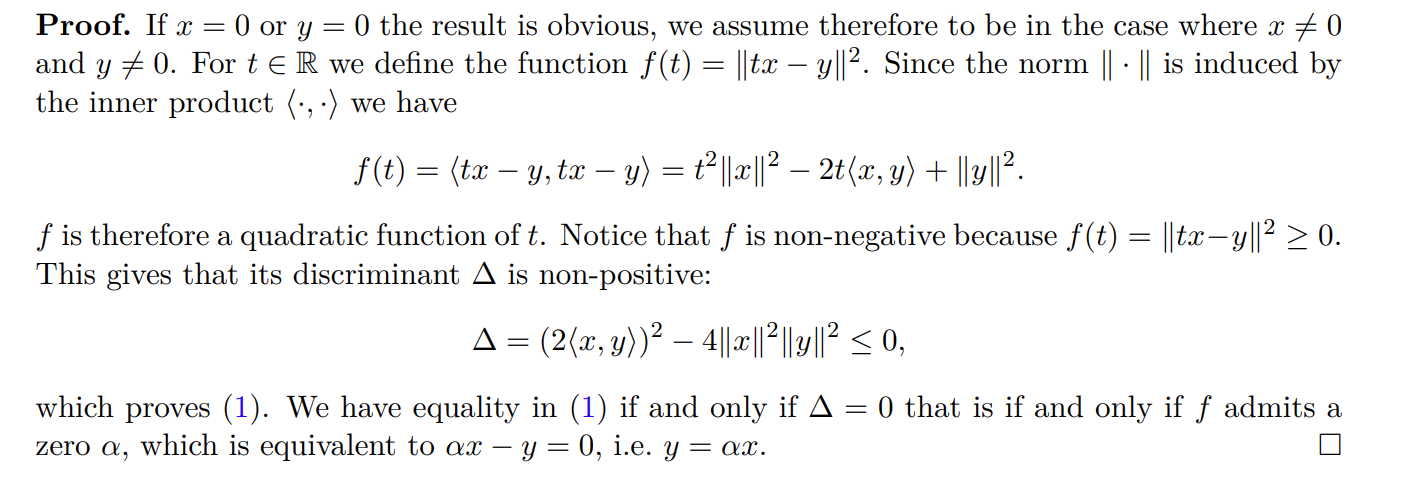 Proof. If x = 0 or y = 0 the result is obvious, we assume therefore to be in the case where x ≠ 0
and y ≠ 0. For t ∈ ℝ we define the function f(t) = ‖tx − y‖². Since the norm ‖ · ‖ is induced by
the inner product ⟨·, ·⟩ we have
f(t) = ⟨tx − y, tx − y⟩ = t²‖x‖² − 2t⟨x, y⟩ + ‖y‖².
f is therefore a quadratic function of t. Notice that f is non-negative because f(t) = ‖tx−y‖² ≥ 0.
This gives that its discriminant Δ is non-positive:
Δ = (2⟨x, y⟩)² − 4‖x‖²‖y‖² ≤ 0,
which proves (1). We have equality in (1) if and only if Δ = 0 that is if and only if f admits a
zero α, which is equivalent to αx − y = 0, i.e. y = αx. □